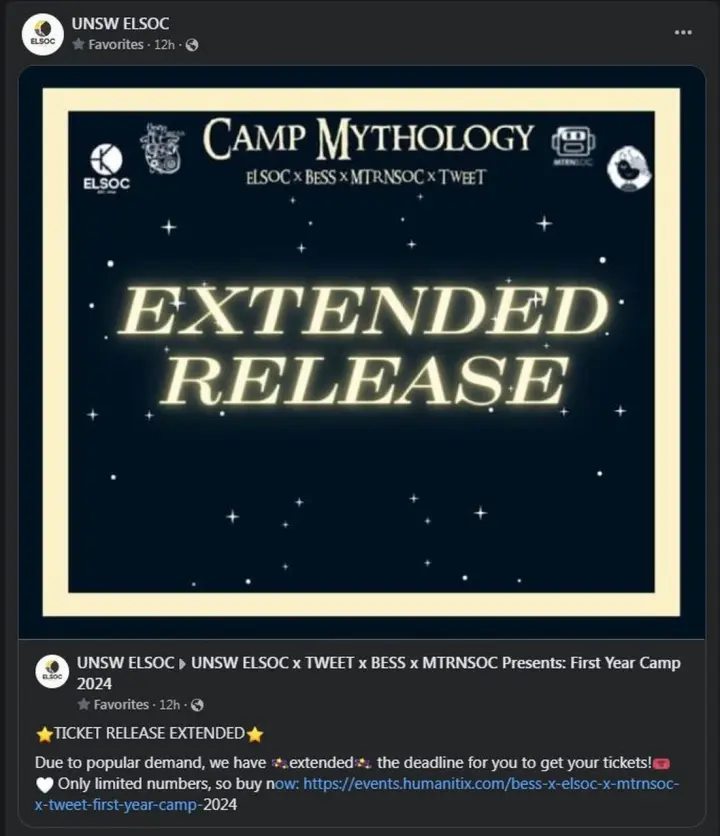 UNSW ELSOC
Favorites · 12h ·
ELSOC
CAMP MYTHOLOGY
ELSOC x BESS x MTRNSOC x TWEET
ELSOC
MTRNSOC
EXTENDED
RELEASE
UNSW ELSOC UNSW ELSOC x TWEET x BESS x MTRNSOC Presents: First Year Camp
2024
ELSOC
Favorites · 12h ·
⭐TICKET RELEASE EXTENDED⭐
Due to popular demand, we have extended the deadline for you to get your tickets!
🤍 Only limited numbers, so buy now: https://events.humanitix.com/bess-x-elsoc-x-mtrnsoc-
x-tweet-first-year-camp-2024